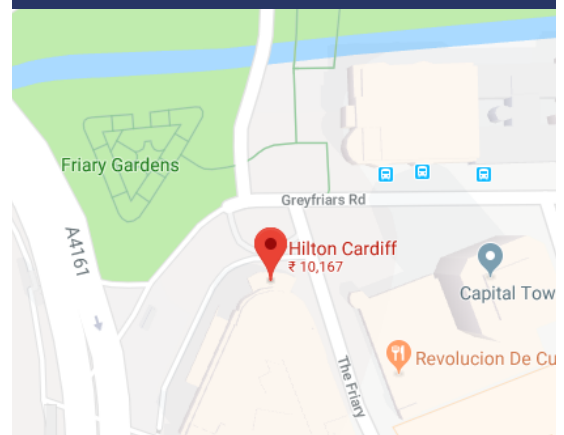 Friary Gardens
Greyfriars Rd
A4161
Hilton Cardiff
₹ 10,167
Capital Tow
Revolucion De Cu
The Friary